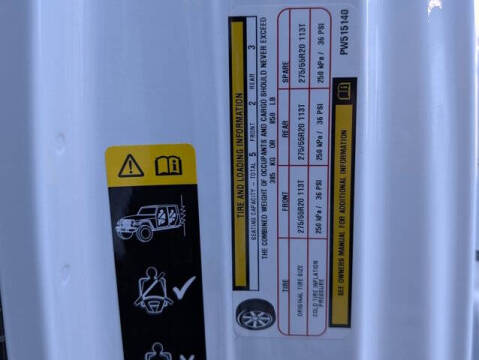 TIRE AND LOADING INFORMATION
SEATING CAPACITY - TOTAL 5 FRONT 2 REAR 3
THE COMBINED WEIGHT OF OCCUPANTS AND CARGO SHOULD NEVER EXCEED
385 KG OR 850 LB
TIRE FRONT REAR SPARE
ORIGINAL TIRE SIZE 275/55R20 113T 275/55R20 113T 275/55R20 113T
COLD TIRE INFLATION PRESSURE 250 kPa / 36 PSI 250 kPa / 36 PSI 250 kPa / 36 PSI
SEE OWNERS MANUAL FOR ADDITIONAL INFORMATION
PW515140